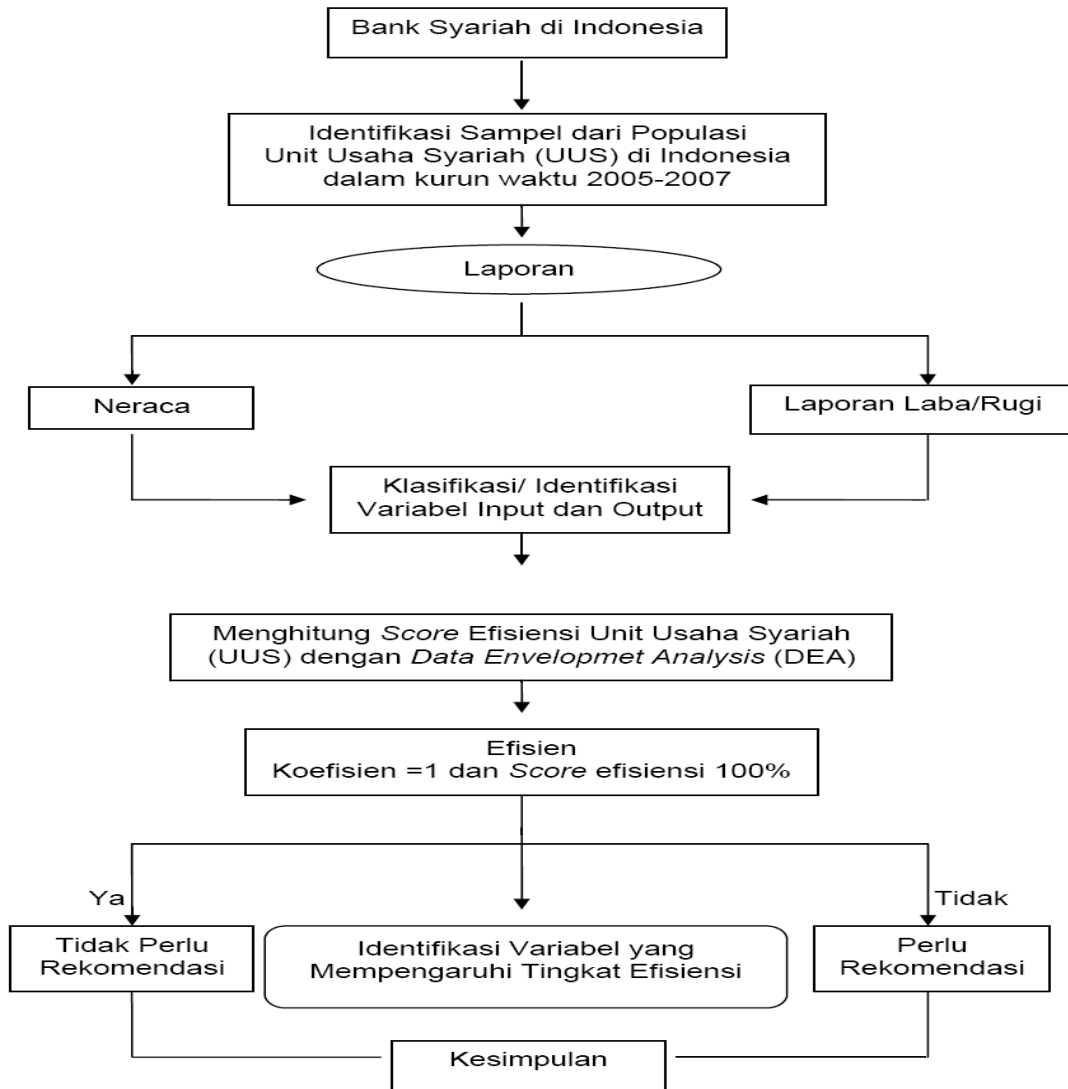 Bank Syariah di Indonesia
Identifikasi Sampel dari Populasi
Unit Usaha Syariah (UUS) di Indonesia
dalam kurun waktu 2005-2007
Laporan
Neraca
Laporan Laba/Rugi
Klasifikasi/ Identifikasi
Variabel Input dan Output
Menghitung Score Efisiensi Unit Usaha Syariah
(UUS) dengan Data Envelopmet Analysis (DEA)
Efisien
Koefisien =1 dan Score efisiensi 100%
Ya
Tidak
Tidak Perlu
Rekomendasi
Identifikasi Variabel yang
Mempengaruhi Tingkat Efisiensi
Perlu
Rekomendasi
Kesimpulan